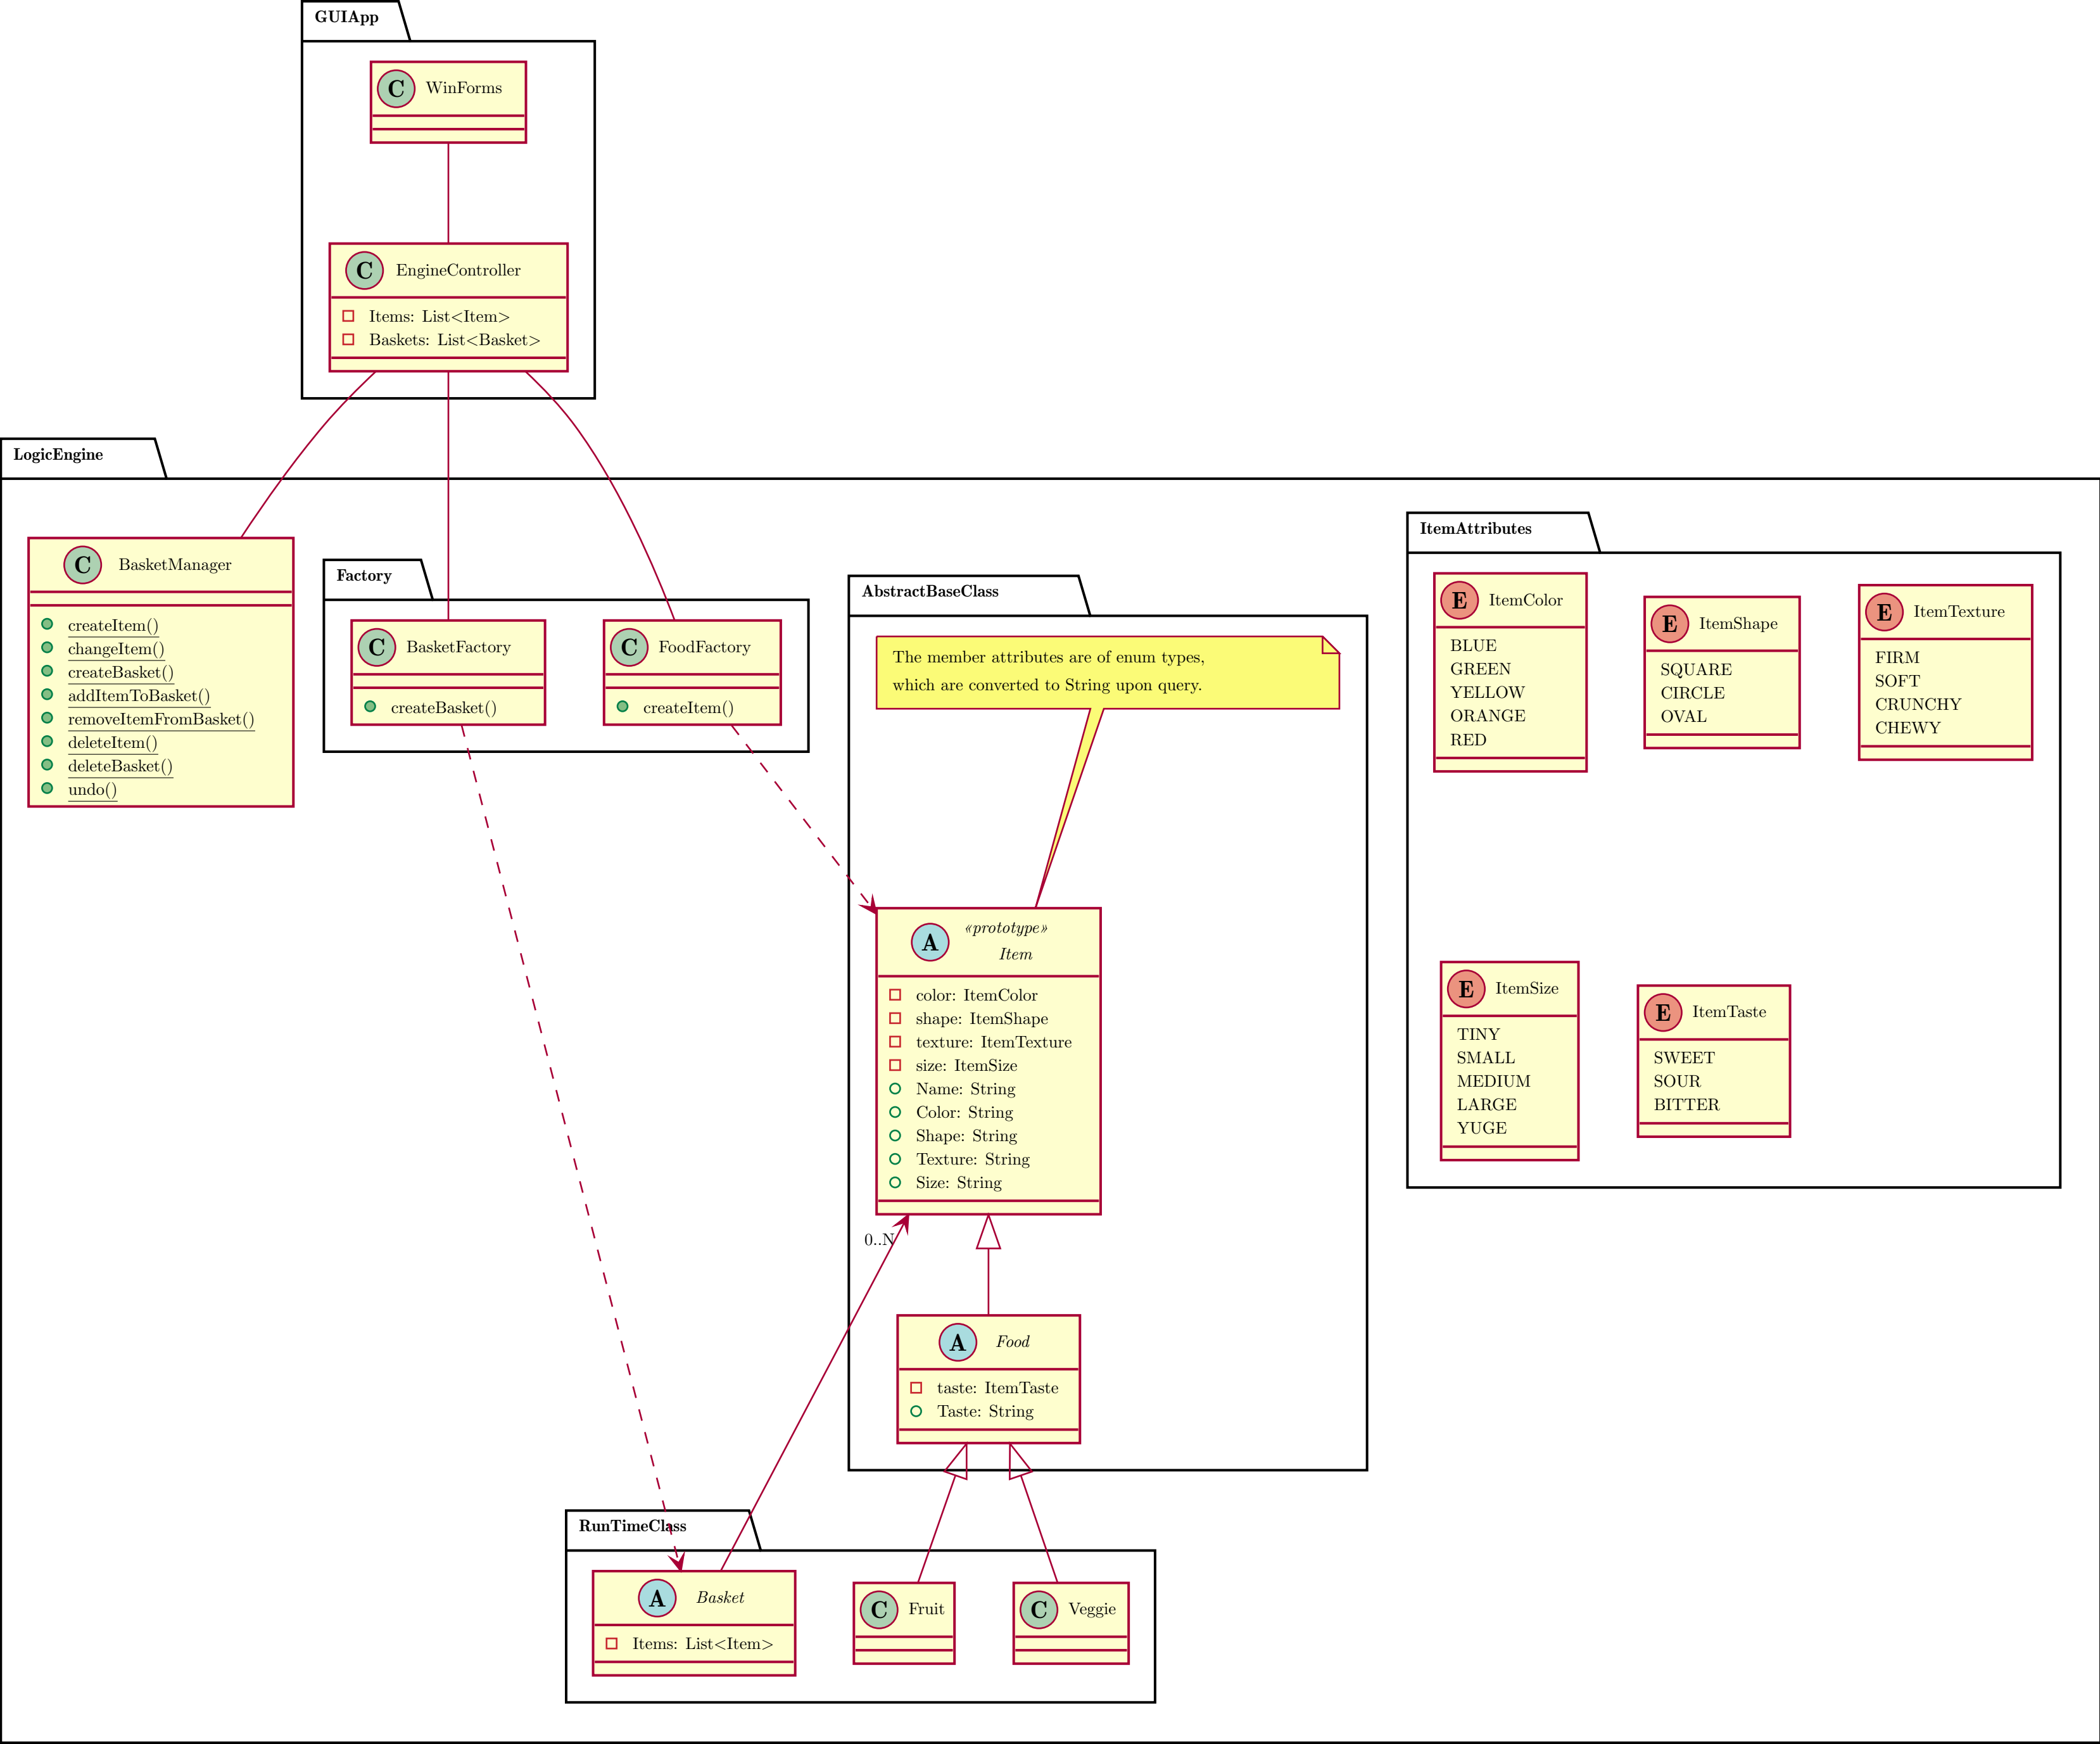 GUIApp
C WinForms
C EngineController
Items: List<Item>
Baskets: List<Basket>
LogicEngine
C BasketManager
createItem()
changeItem()
createBasket()
addItemToBasket()
removeItemFromBasket()
deleteItem()
deleteBasket()
undo()
Factory
C BasketFactory
createBasket()
C FoodFactory
createItem()
AbstractBaseClass
The member attributes are of enum types,
which are converted to String upon query.
A «prototype»
Item
color: ItemColor
shape: ItemShape
texture: ItemTexture
size: ItemSize
Name: String
Color: String
Shape: String
Texture: String
Size: String
0..N
A Food
taste: ItemTaste
Taste: String
ItemAttributes
E ItemColor
BLUE
GREEN
YELLOW
ORANGE
RED
E ItemShape
SQUARE
CIRCLE
OVAL
E ItemTexture
FIRM
SOFT
CRUNCHY
CHEWY
E ItemSize
TINY
SMALL
MEDIUM
LARGE
YUGE
E ItemTaste
SWEET
SOUR
BITTER
RunTimeClass
A Basket
Items: List<Item>
C Fruit
C Veggie